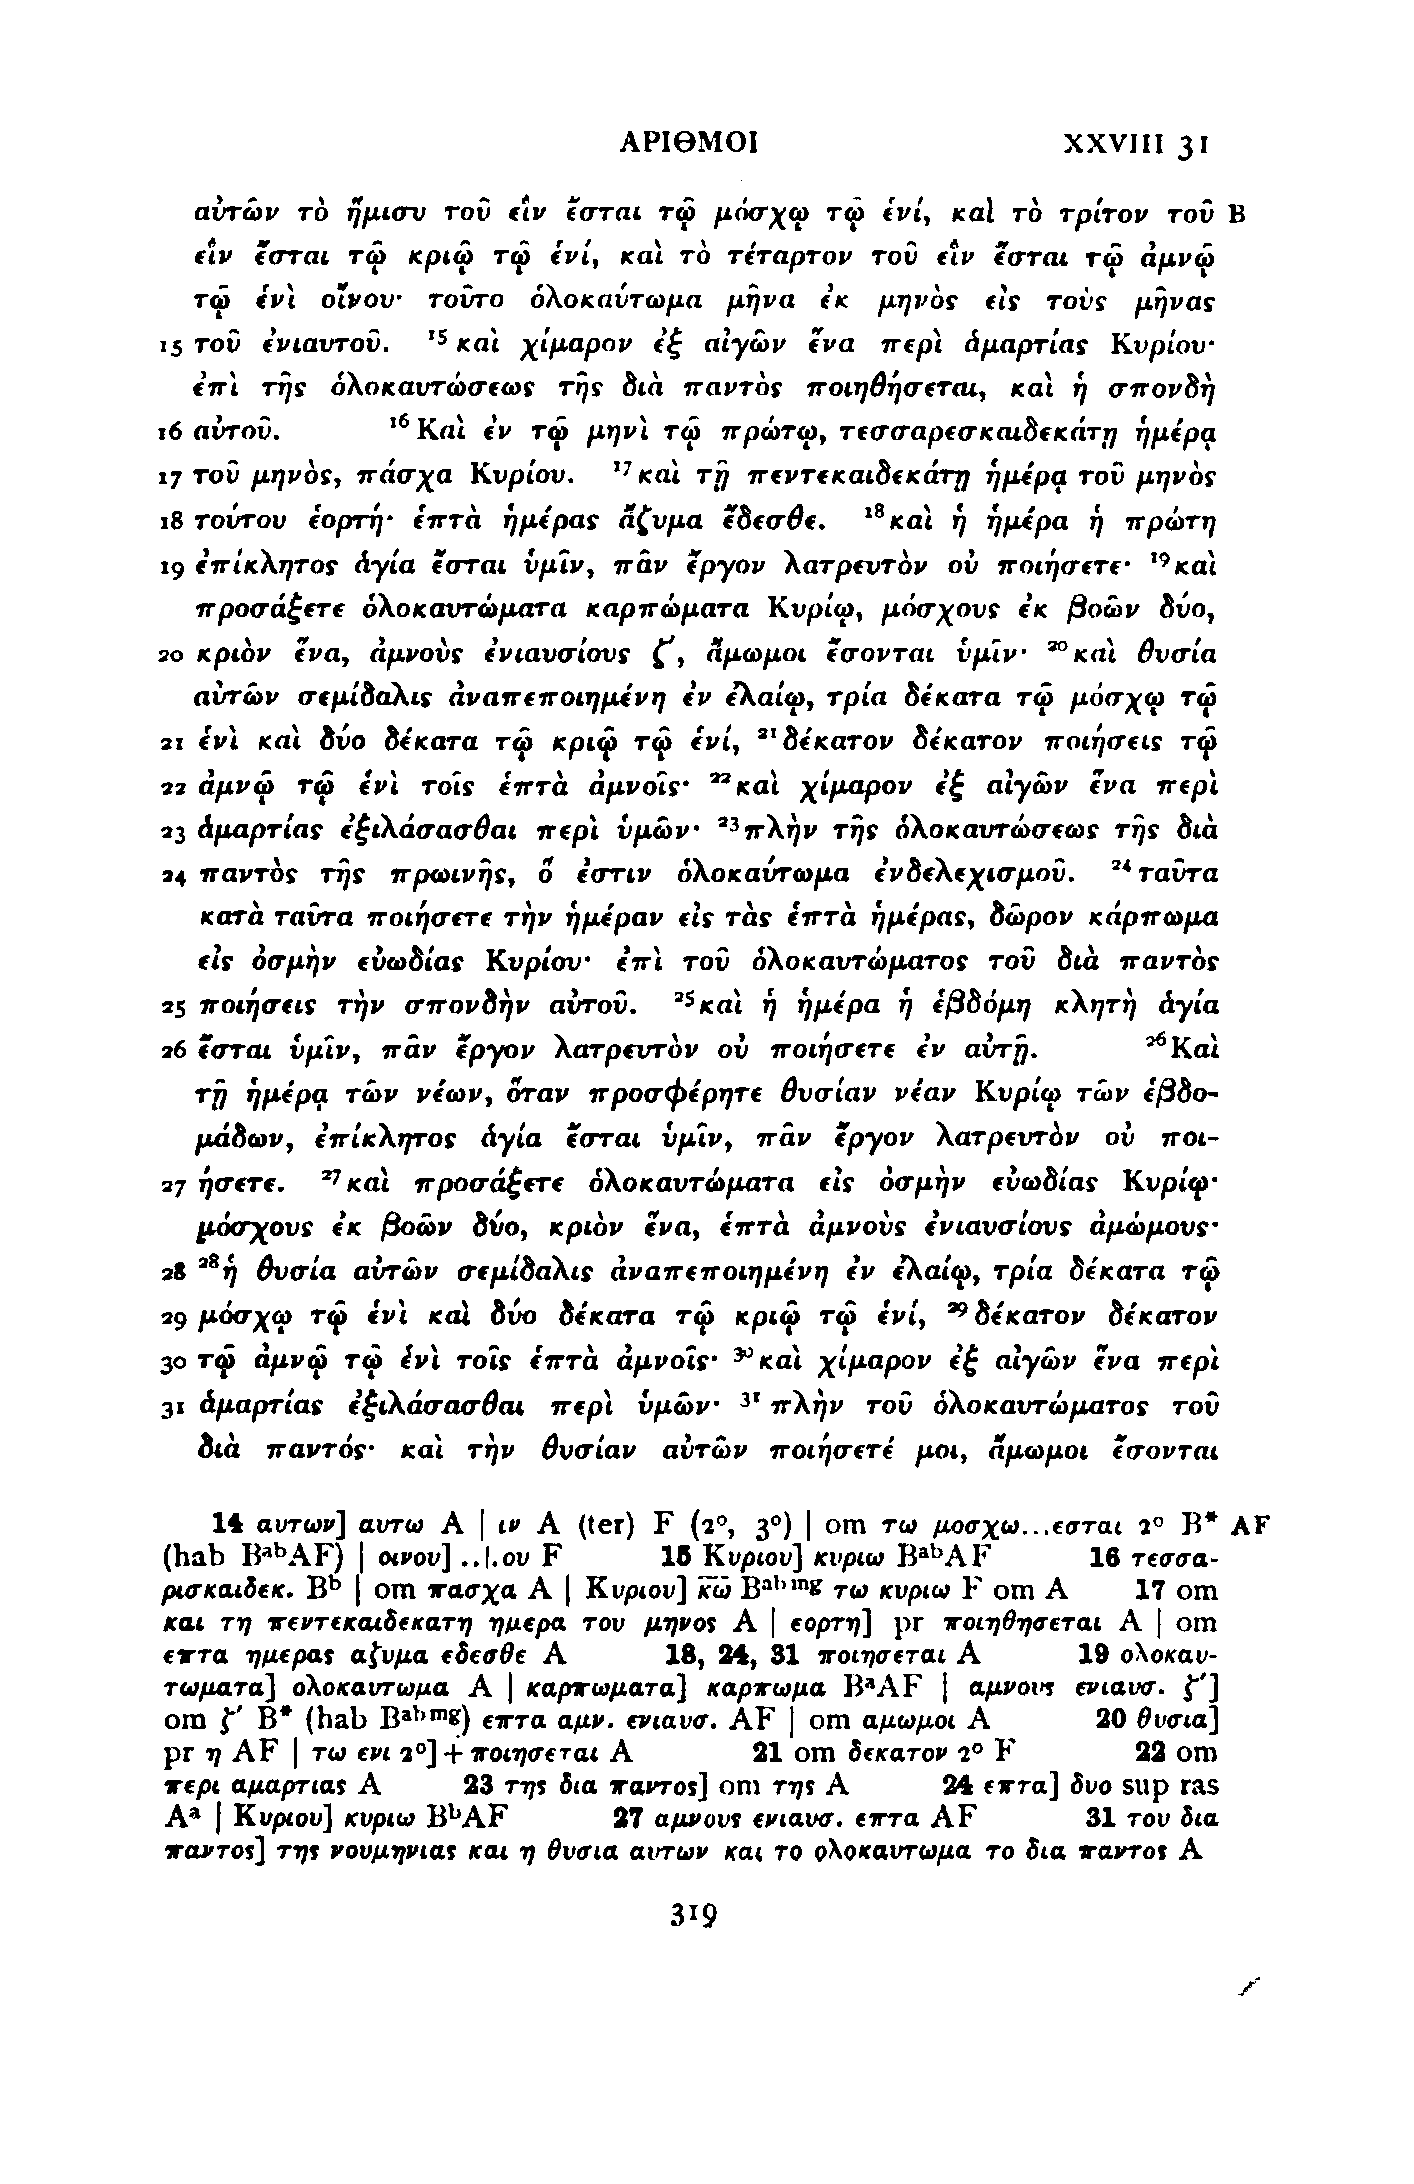 ΑΡΙΘΜΟΙ XXVIII 31
αὐτῶν τὸ ἥμισυ τοῦ εἲν ἔσται τῷ μόσχῳ τῷ ἑνί, καὶ τὸ τρίτον τοῦ B
εἲν ἔσται τῷ κριῷ τῷ ἑνί, καὶ τὸ τέταρτον τοῦ εἲν ἔσται τῷ ἀμνῷ
τῷ ἑνὶ οἴνου· τοῦτο ὁλοκαύτωμα μῆνα ἐκ μηνὸς εἰς τοὺς μῆνας
15 τοῦ ἐνιαυτοῦ. ¹⁵καὶ χίμαρον ἐξ αἰγῶν ἕνα περὶ ἁμαρτίας Κυρίου·
ἐπὶ τῆς ὁλοκαυτώσεως τῆς διὰ παντὸς ποιηθήσεται, καὶ ἡ σπονδὴ
16 αὐτοῦ. ¹⁶Καὶ ἐν τῷ μηνὶ τῷ πρώτῳ, τεσσαρεσκαιδεκάτῃ ἡμέρᾳ
17 τοῦ μηνὸς, πάσχα Κυρίου. ¹⁷καὶ τῇ πεντεκαιδεκάτῃ ἡμέρᾳ τοῦ μηνὸς
18 τούτου ἑορτή· ἑπτὰ ἡμέρας ἄζυμα ἔδεσθε. ¹⁸καὶ ἡ ἡμέρα ἡ πρώτη
19 ἐπίκλητος ἁγία ἔσται ὑμῖν, πᾶν ἔργον λατρευτὸν οὐ ποιήσετε· ¹⁹καὶ
προσάξετε ὁλοκαυτώματα καρπώματα Κυρίῳ, μόσχους ἐκ βοῶν δύο,
20 κριὸν ἕνα, ἀμνοὺς ἐνιαυσίους ζ´, ἄμωμοι ἔσονται ὑμῖν· ²⁰καὶ θυσία
αὐτῶν σεμίδαλις ἀναπεποιημένη ἐν ἐλαίῳ, τρία δέκατα τῷ μόσχῳ τῷ
21 ἑνὶ καὶ δύο δέκατα τῷ κριῷ τῷ ἑνί, ²¹δέκατον δέκατον ποιήσεις τῷ
22 ἀμνῷ τῷ ἑνὶ τοῖς ἑπτὰ ἀμνοῖς· ²²καὶ χίμαρον ἐξ αἰγῶν ἕνα περὶ
23 ἁμαρτίας ἐξιλάσασθαι περὶ ὑμῶν· ²³πλὴν τῆς ὁλοκαυτώσεως τῆς διὰ
24 παντὸς τῆς πρωινῆς, ὅ ἐστιν ὁλοκαύτωμα ἐνδελεχισμοῦ. ²⁴ταῦτα
κατὰ ταῦτα ποιήσετε τὴν ἡμέραν εἰς τὰς ἑπτὰ ἡμέρας, δῶρον κάρπωμα
εἰς ὀσμὴν εὐωδίας Κυρίου· ἐπὶ τοῦ ὁλοκαυτώματος τοῦ διὰ παντὸς
25 ποιήσεις τὴν σπονδὴν αὐτοῦ. ²⁵καὶ ἡ ἡμέρα ἡ ἑβδόμη κλητὴ ἁγία
26 ἔσται ὑμῖν, πᾶν ἔργον λατρευτὸν οὐ ποιήσετε ἐν αὐτῇ. ²⁶Καὶ
τῇ ἡμέρᾳ τῶν νέων, ὅταν προσφέρητε θυσίαν νέαν Κυρίῳ τῶν ἑβδο-
μάδων, ἐπίκλητος ἁγία ἔσται ὑμῖν, πᾶν ἔργον λατρευτὸν οὐ ποι-
27 ήσετε. ²⁷καὶ προσάξετε ὁλοκαυτώματα εἰς ὀσμὴν εὐωδίας Κυρίῳ·
μόσχους ἐκ βοῶν δύο, κριὸν ἕνα, ἑπτὰ ἀμνοὺς ἐνιαυσίους ἀμώμους·
28 ²⁸ἡ θυσία αὐτῶν σεμίδαλις ἀναπεποιημένη ἐν ἐλαίῳ, τρία δέκατα τῷ
29 μόσχῳ τῷ ἑνὶ καὶ δύο δέκατα τῷ κριῷ τῷ ἑνί, ²⁹δέκατον δέκατον
30 τῷ ἀμνῷ τῷ ἑνὶ τοῖς ἑπτὰ ἀμνοῖς· ³⁰καὶ χίμαρον ἐξ αἰγῶν ἕνα περὶ
31 ἁμαρτίας ἐξιλάσασθαι περὶ ὑμῶν· ³¹πλὴν τοῦ ὁλοκαυτώματος τοῦ
διὰ παντός· καὶ τὴν θυσίαν αὐτῶν ποιήσετέ μοι, ἄμωμοι ἔσονται
14 αυτων] αυτω A | ιν A (ter) F (2°, 3°) | om τω μοσχω...εσται 2° B* AF
(hab BᵃᵇAF) | οινου] ..|.ου F 15 Κυριου] κυριω BᵃᵇAF 16 τεσσα-
ρισκαιδεκ. Bᵇ | om πασχα A | Κυριου] κ̅ω̅ Bᵃᵇᵐᵍ τω κυριω F om A 17 om
και τη πεντεκαιδεκατη ημερα του μηνος A | εορτη] pr ποιηθησεται A | om
επτα ημερας αζυμα εδεσθε A 18, 24, 31 ποιησεται A 19 ολοκαυ-
τωματα] ολοκαυτωμα A | καρπωματα] καρπωμα BᵃAF | αμνους ενιαυσ. ζ´]
om ζ´ B* (hab Bᵃᵇᵐᵍ) επτα αμν. ενιαυσ. AF | om αμωμοι A 20 θυσια]
pr η AF | τω ενι 2°] + ποιησεται A 21 om δεκατον 2° F 22 om
περι αμαρτιας A 23 της δια παντος] om της A 24 επτα] δυο sup ras
Aᵃ | Κυριου] κυριω BᵇAF 27 αμνους ενιαυσ. επτα AF 31 του δια
παντος] της νουμηνιας και η θυσια αυτων και το ολοκαυτωμα το δια παντος A
319